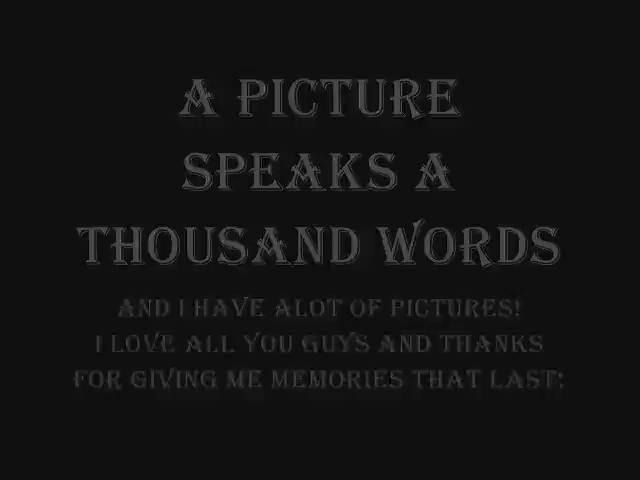 A PICTURE
SPEAKS A
THOUSAND WORDS
AND I HAVE ALOT OF PICTURES!
I LOVE ALL YOU GUYS AND THANKS
FOR GIVING ME MEMORIES THAT LAST: